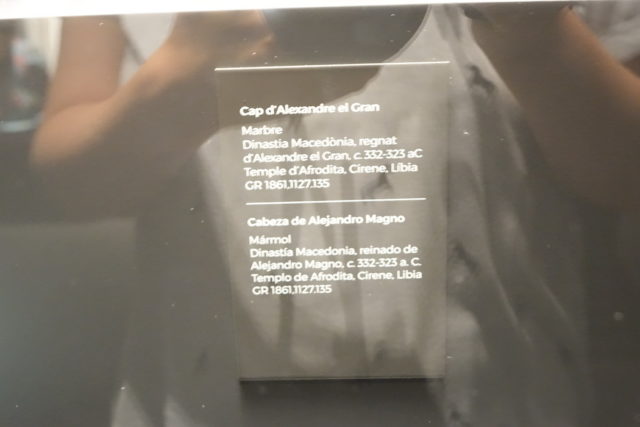 Cap d'Alexandre el Gran
Marbre
Dinastia Macedònia, regnat
d'Alexandre el Gran, c. 332-323 aC
Temple d'Afrodita, Cirene, Líbia
GR 1861,1127.135
Cabeza de Alejandro Magno
Mármol
Dinastía Macedonia, reinado de
Alejandro Magno, c. 332-323 a. C.
Templo de Afrodita, Cirene, Libia
GR 1861,1127.135